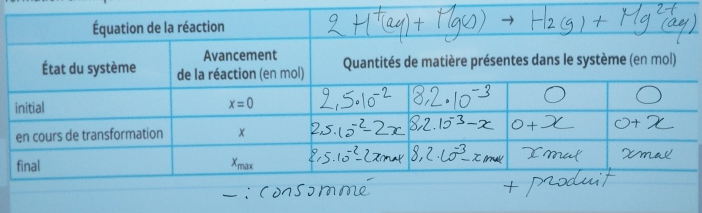 Équation de la réaction 2 H⁺(aq) + Mg(s) → H₂(g) + Mg²⁺(aq)
État du système Avancement de la réaction (en mol) Quantités de matière présentes dans le système (en mol)
initial x = 0 2,5.10⁻² 8,2.10⁻³ 0 0
en cours de transformation x 2,5.10⁻²-2x 8,2.10⁻³-x 0+x 0+x
final xmax 2,5.10⁻²-2xmax 8,2.10⁻³-xmax xmax xmax
- : consommé + produit